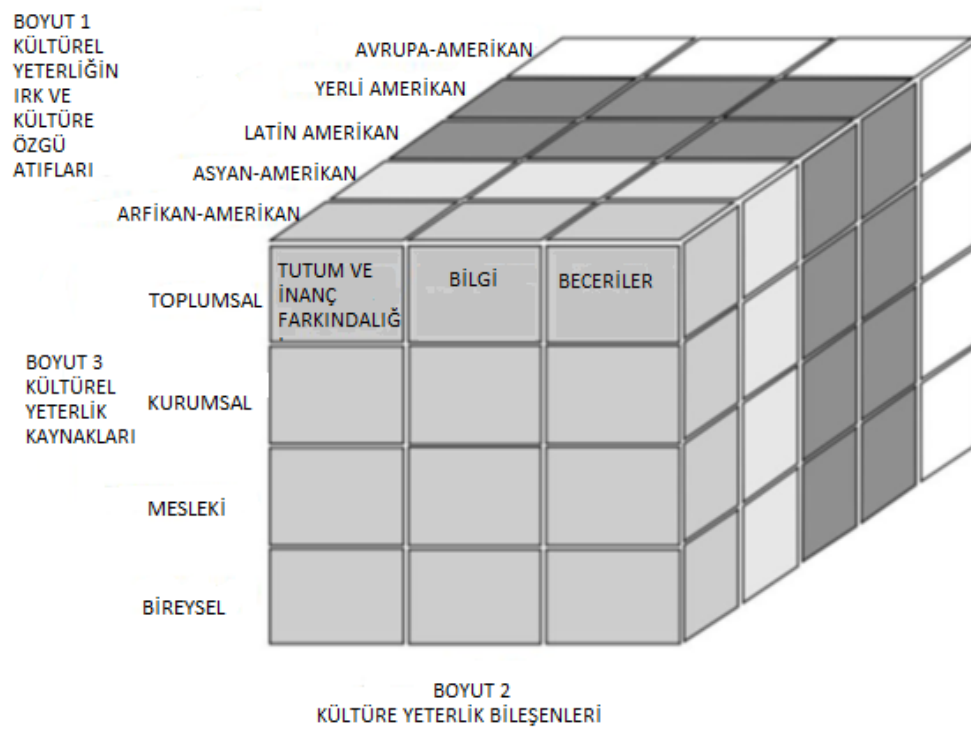 BOYUT 1
KÜLTÜREL
YETERLİĞİN
IRK VE
KÜLTÜRE
ÖZGÜ
ATIFLARI
AVRUPA-AMERİKAN
YERLİ AMERİKAN
LATİN AMERİKAN
ASYAN-AMERİKAN
ARFİKAN-AMERİKAN
TOPLUMSAL
TUTUM VE
İNANÇ
FARKINDALIĞ
BİLGİ
BECERİLER
BOYUT 3
KÜLTÜREL
YETERLİK
KAYNAKLARI
KURUMSAL
MESLEKİ
BİREYSEL
BOYUT 2
KÜLTÜRE YETERLİK BİLEŞENLERİ